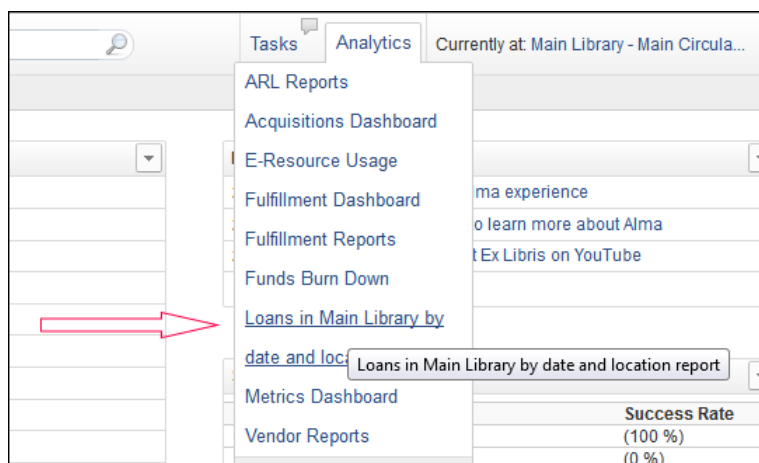 Tasks Analytics Currently at: Main Library - Main Circula...
ARL Reports
Acquisitions Dashboard
E-Resource Usage
ma experience
Fulfillment Dashboard
o learn more about Alma
Fulfillment Reports
t Ex Libris on YouTube
Funds Burn Down
Loans in Main Library by
date and loca
Loans in Main Library by date and location report
Metrics Dashboard
Success Rate
Vendor Reports
(100 %)
(0 %)